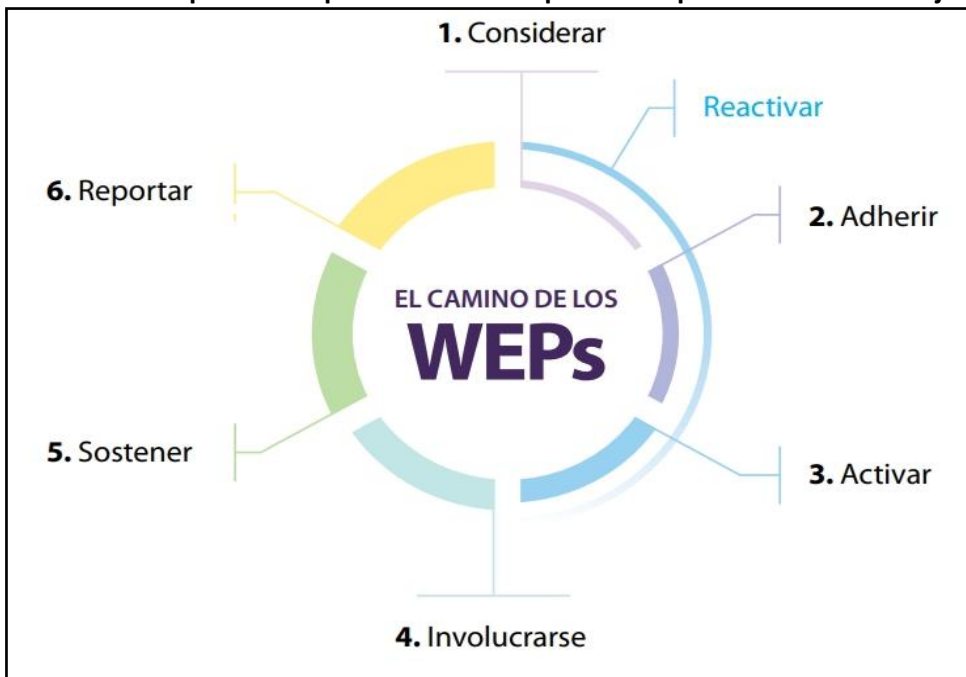 1. Considerar
Reactivar
2. Adherir
6. Reportar
EL CAMINO DE LOS
WEPs
5. Sostener
3. Activar
4. Involucrarse